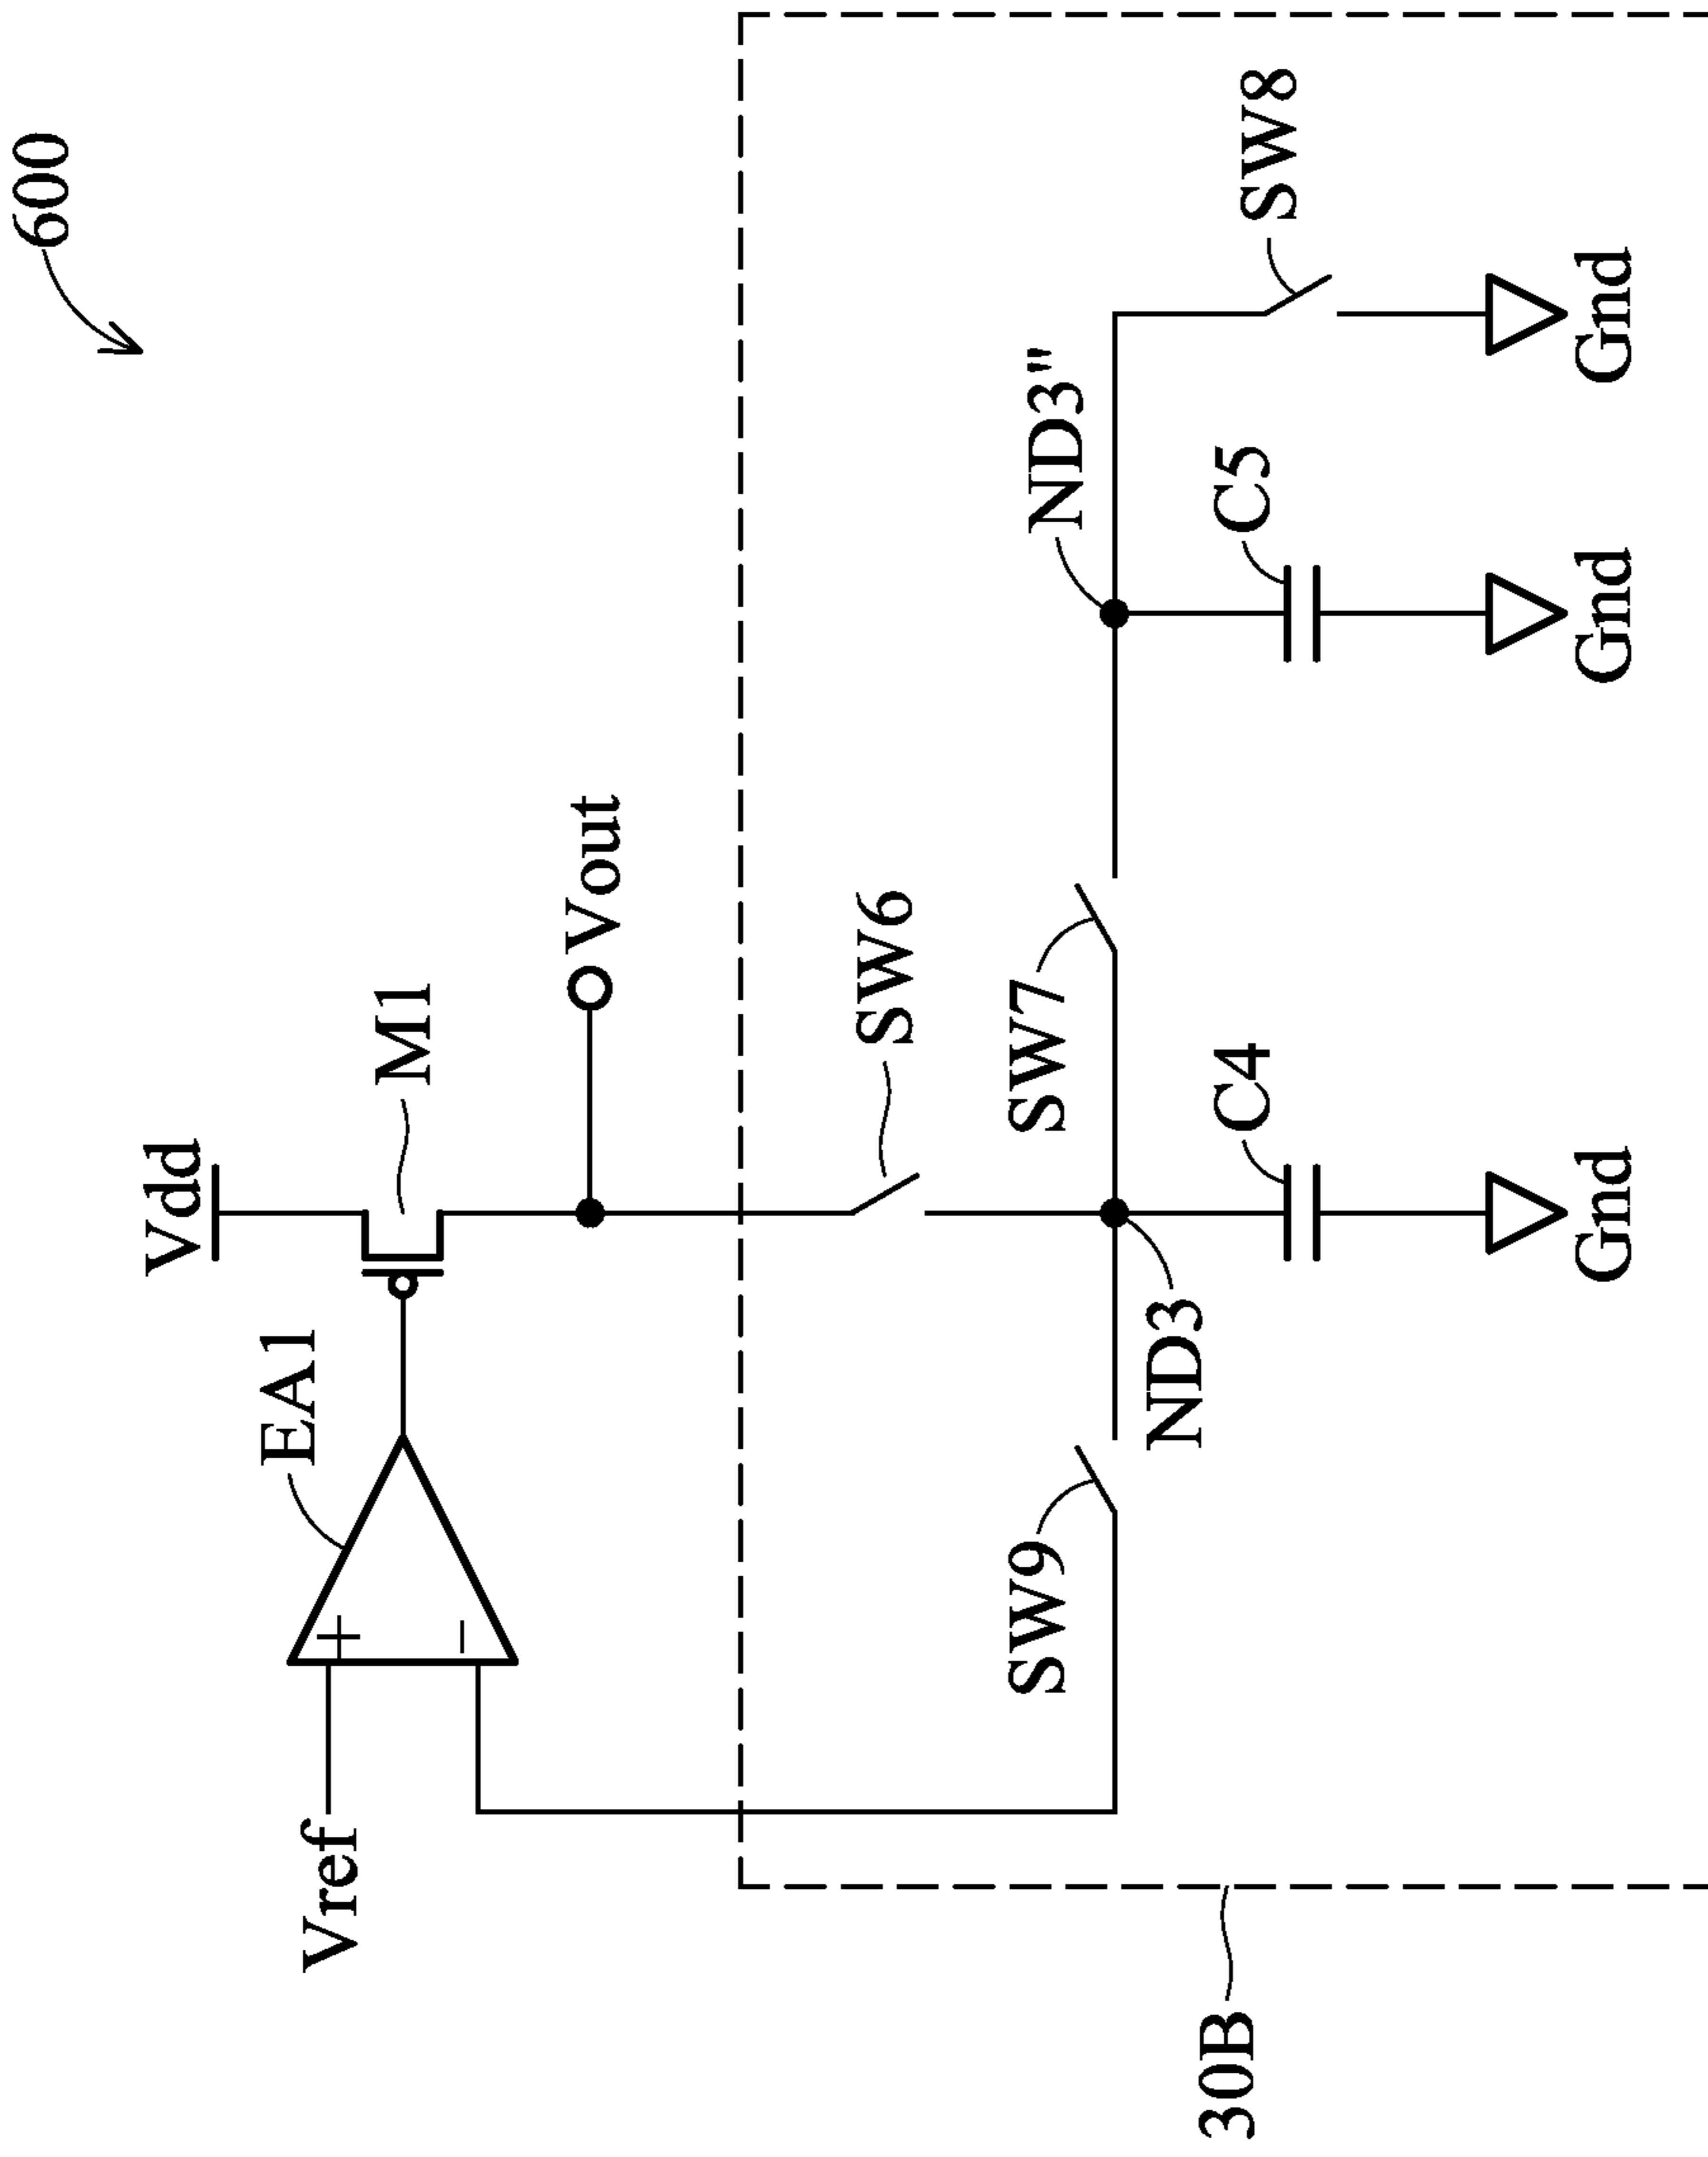 600
Vdd
M1
EA1
+
−
Vref
Vout
SW6
ND3"
SW7
SW9
SW8
C5
C4
ND3
Gnd
Gnd
Gnd
30B